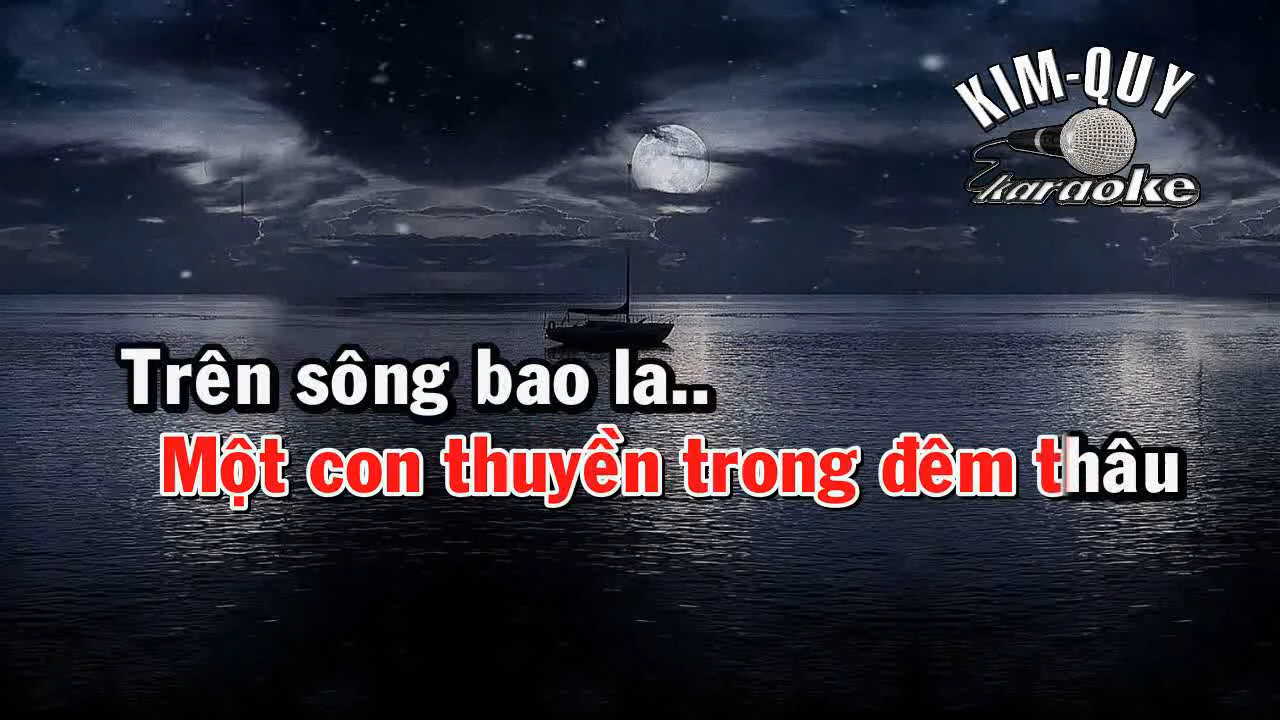 KIM-QUY
karaoke
Trên sông bao la..
Một con thuyền trong đêm thâu